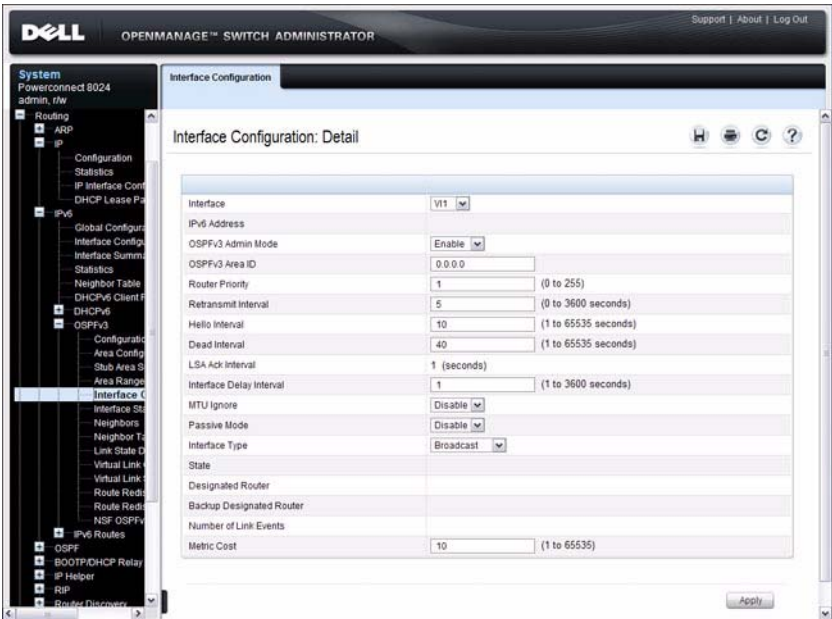 Support | About | Log Out
DELL
OPENMANAGE™ SWITCH ADMINISTRATOR
System
Powerconnect 8024
admin, r/w
Routing
ARP
IP
Configuration
Statistics
IP Interface Conf
DHCP Lease Pa
IPv6
Global Configura
Interface Configu
Interface Summa
Statistics
Neighbor Table
DHCPv6 Client P
DHCPv6
OSPFv3
Configuratio
Area Config
Stub Area S
Area Range
Interface C
Interface Sta
Neighbors
Neighbor Ta
Link State D
Virtual Link
Virtual Link
Route Redis
Route Redis
NSF OSPFv
IPv6 Routes
OSPF
BOOTP/DHCP Relay
IP Helper
RIP
Router Discovery
Interface Configuration
Interface Configuration: Detail
?
Interface Vl1
IPv6 Address
OSPFv3 Admin Mode Enable
OSPFv3 Area ID 0.0.0.0
Router Priority 1 (0 to 255)
Retransmit Interval 5 (0 to 3600 seconds)
Hello Interval 10 (1 to 65535 seconds)
Dead Interval 40 (1 to 65535 seconds)
LSA Ack Interval 1 (seconds)
Interface Delay Interval 1 (1 to 3600 seconds)
MTU Ignore Disable
Passive Mode Disable
Interface Type Broadcast
State
Designated Router
Backup Designated Router
Number of Link Events
Metric Cost 10 (1 to 65535)
Apply